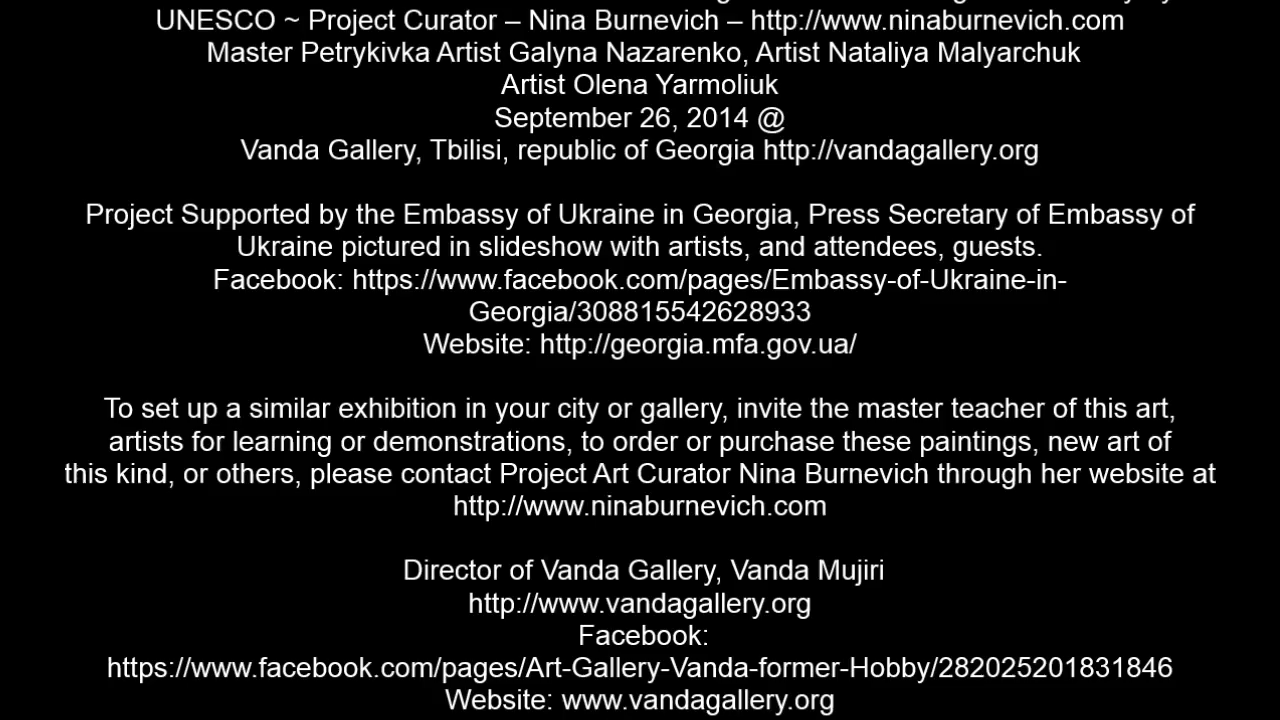 UNESCO ~ Project Curator – Nina Burnevich – http://www.ninaburnevich.com
Master Petrykivka Artist Galyna Nazarenko, Artist Nataliya Malyarchuk
Artist Olena Yarmoliuk
September 26, 2014 @
Vanda Gallery, Tbilisi, republic of Georgia http://vandagallery.org
Project Supported by the Embassy of Ukraine in Georgia, Press Secretary of Embassy of
Ukraine pictured in slideshow with artists, and attendees, guests.
Facebook: https://www.facebook.com/pages/Embassy-of-Ukraine-in-
Georgia/308815542628933
Website: http://georgia.mfa.gov.ua/
To set up a similar exhibition in your city or gallery, invite the master teacher of this art,
artists for learning or demonstrations, to order or purchase these paintings, new art of
this kind, or others, please contact Project Art Curator Nina Burnevich through her website at
http://www.ninaburnevich.com
Director of Vanda Gallery, Vanda Mujiri
http://www.vandagallery.org
Facebook:
https://www.facebook.com/pages/Art-Gallery-Vanda-former-Hobby/282025201831846
Website: www.vandagallery.org